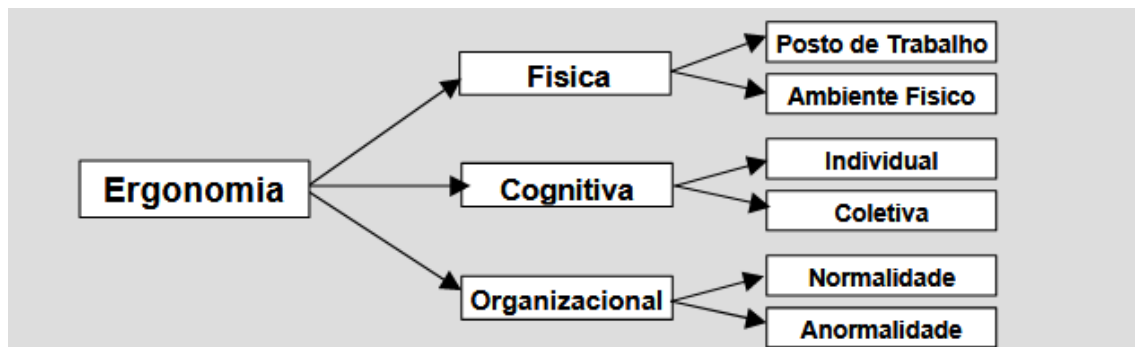 Ergonomia
Fisica
Posto de Trabalho
Ambiente Fisico
Cognitiva
Individual
Coletiva
Organizacional
Normalidade
Anormalidade